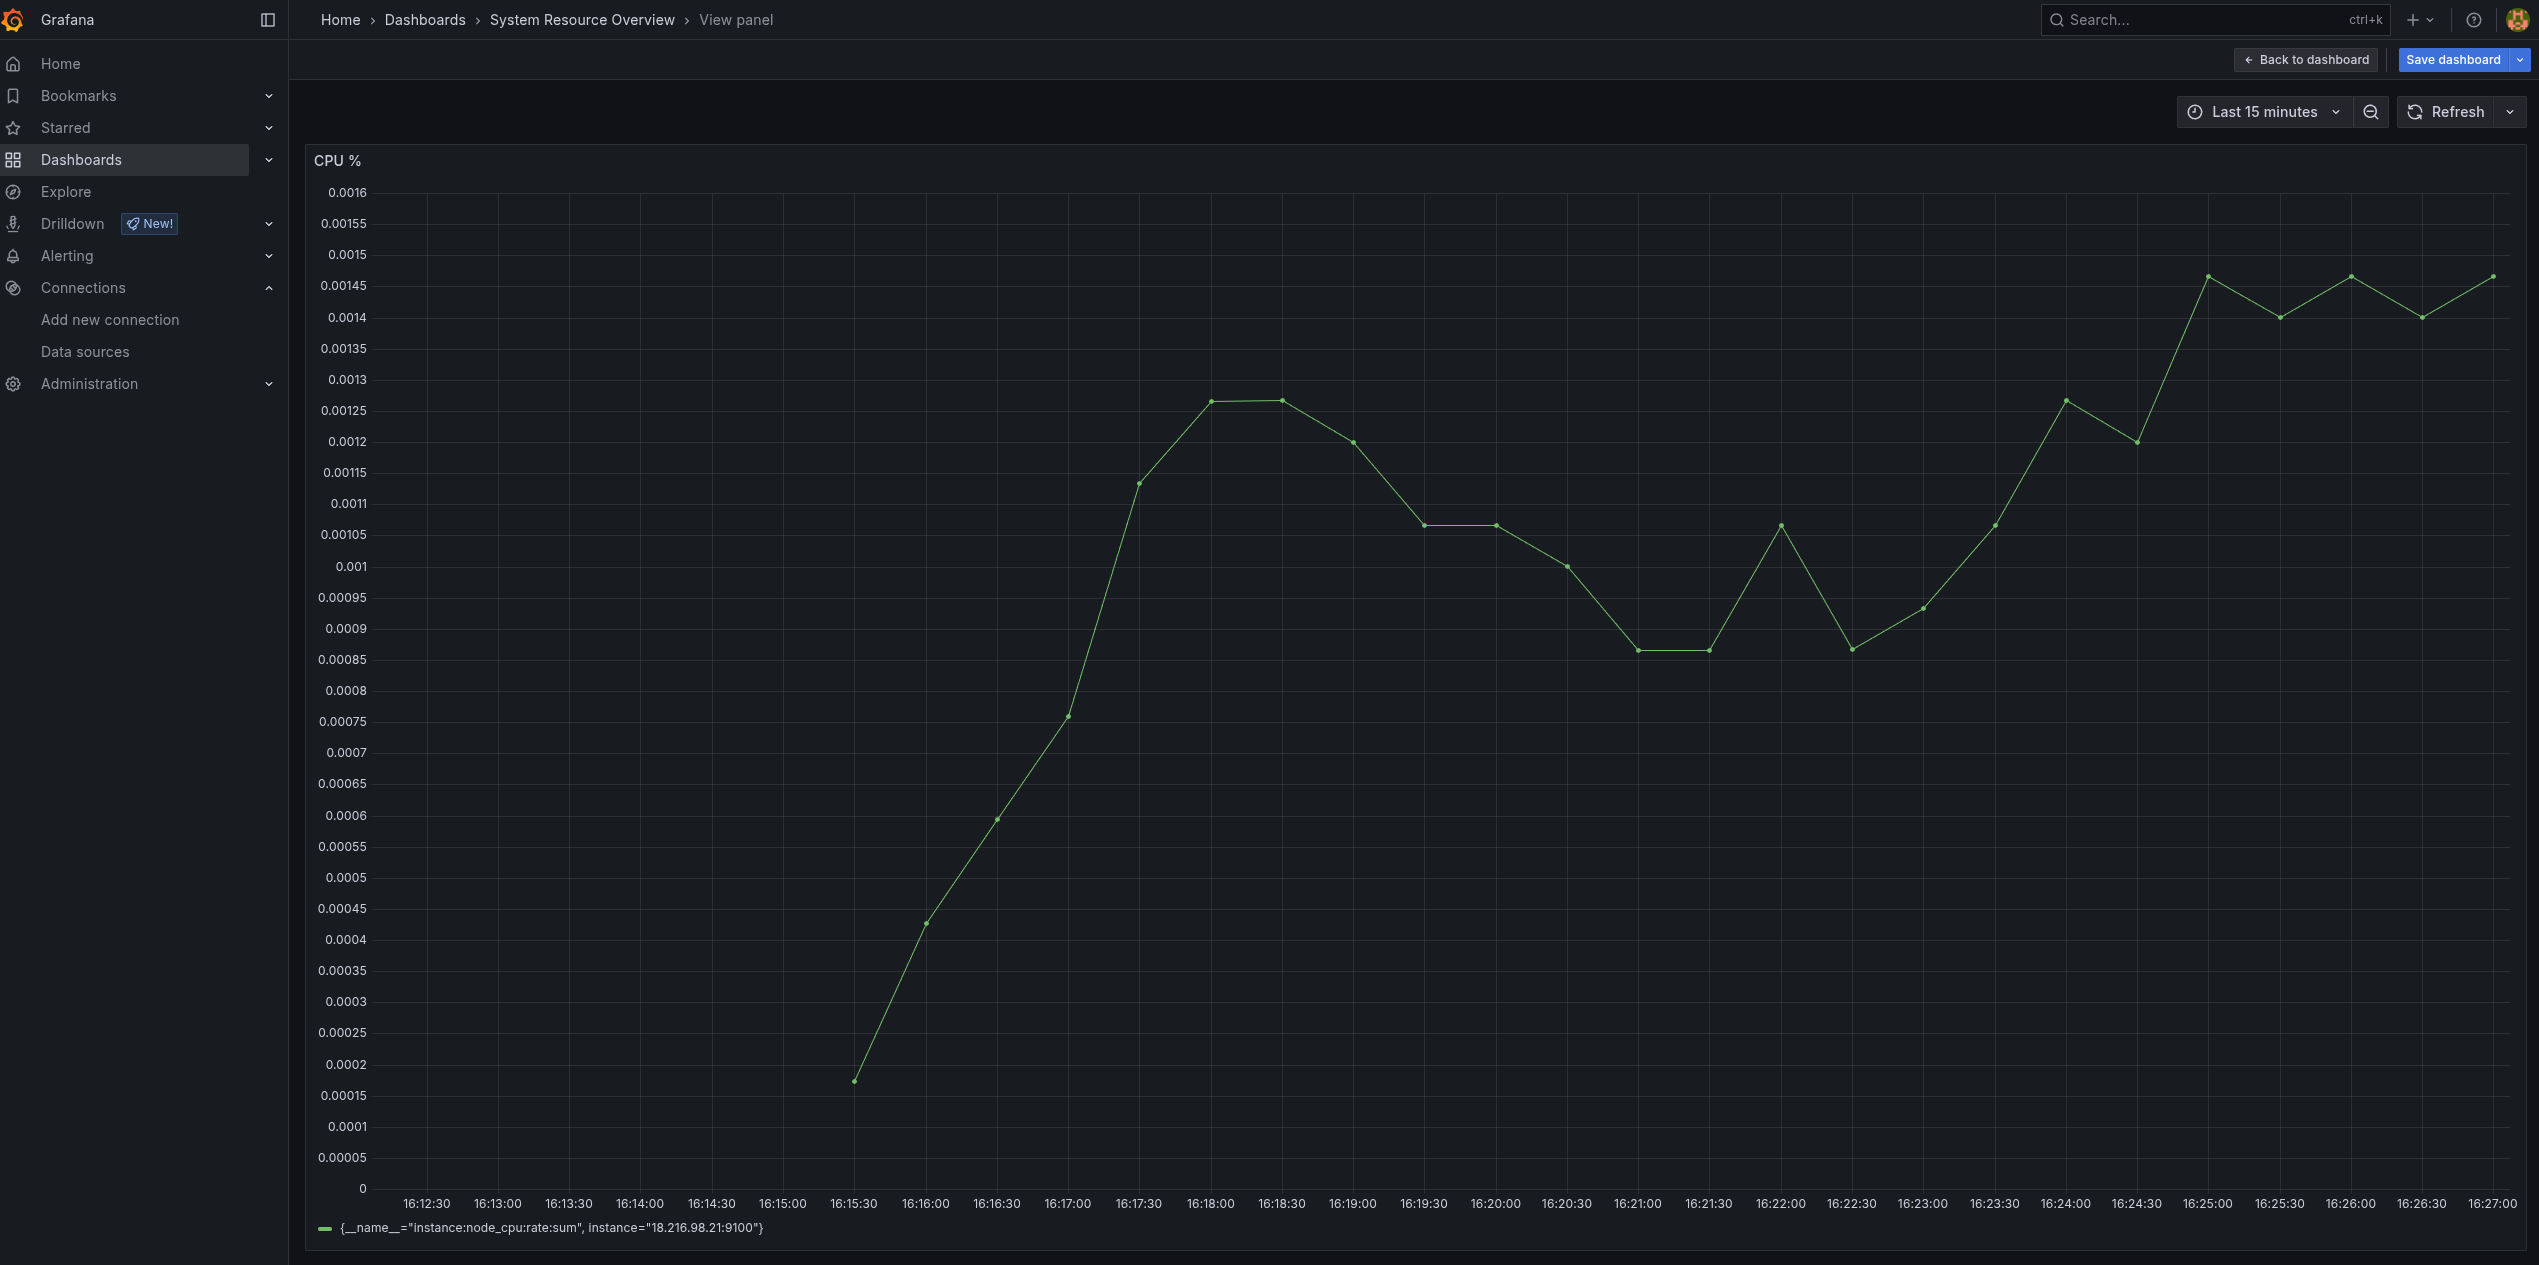 Grafana
Home › Dashboards › System Resource Overview › View panel
Search... ctrl+k
Back to dashboard
Save dashboard
Home
Bookmarks
Starred
Dashboards
Explore
Drilldown New!
Alerting
Connections
Add new connection
Data sources
Administration
Last 15 minutes
Refresh
CPU %
0.0016
0.00155
0.0015
0.00145
0.0014
0.00135
0.0013
0.00125
0.0012
0.00115
0.0011
0.00105
0.001
0.00095
0.0009
0.00085
0.0008
0.00075
0.0007
0.00065
0.0006
0.00055
0.0005
0.00045
0.0004
0.00035
0.0003
0.00025
0.0002
0.00015
0.0001
0.00005
0
16:12:30 16:13:00 16:13:30 16:14:00 16:14:30 16:15:00 16:15:30 16:16:00 16:16:30 16:17:00 16:17:30 16:18:00 16:18:30 16:19:00 16:19:30 16:20:00 16:20:30 16:21:00 16:21:30 16:22:00 16:22:30 16:23:00 16:23:30 16:24:00 16:24:30 16:25:00 16:25:30 16:26:00 16:26:30 16:27:00
{__name__="instance:node_cpu:rate:sum", instance="18.216.98.21:9100"}